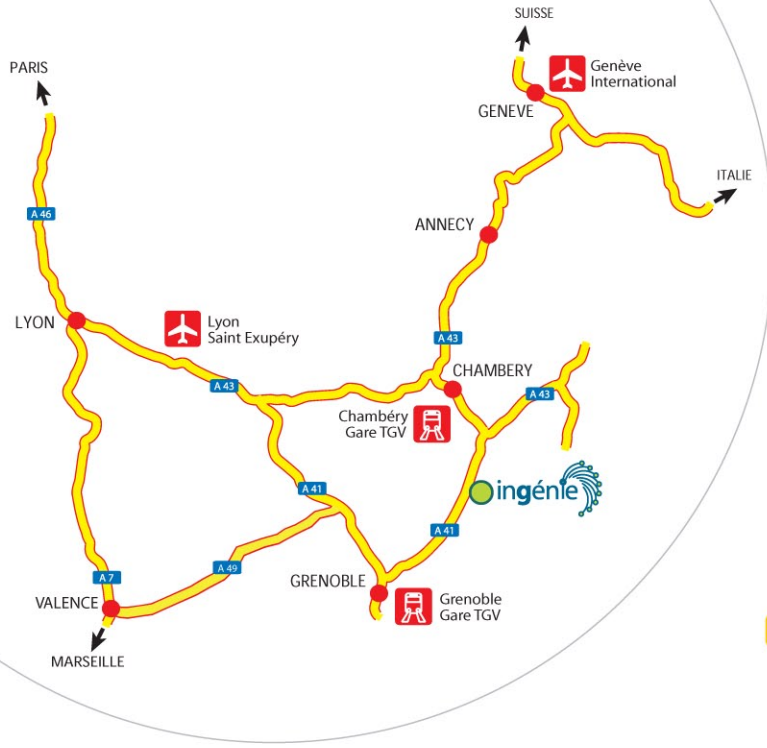 SUISSE
PARIS
Genève
International
GENEVE
ITALIE
A 46
ANNECY
LYON
Lyon
Saint Exupéry
A 43
CHAMBERY
A 43
A 43
Chambéry
Gare TGV
A 41
ingénie
A 41
A 49
A 7
GRENOBLE
VALENCE
Grenoble
Gare TGV
MARSEILLE